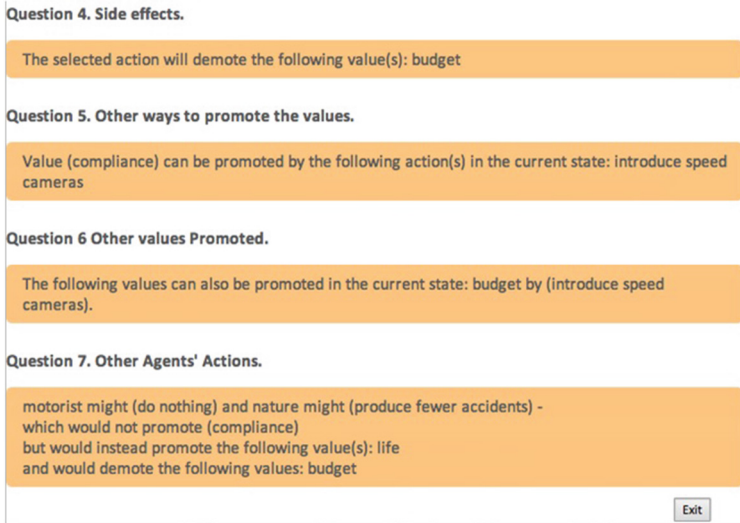 Question 4. Side effects.
The selected action will demote the following value(s): budget
Question 5. Other ways to promote the values.
Value (compliance) can be promoted by the following action(s) in the current state: introduce speed
cameras
Question 6 Other values Promoted.
The following values can also be promoted in the current state: budget by (introduce speed
cameras).
Question 7. Other Agents' Actions.
motorist might (do nothing) and nature might (produce fewer accidents) -
which would not promote (compliance)
but would instead promote the following value(s): life
and would demote the following values: budget
Exit